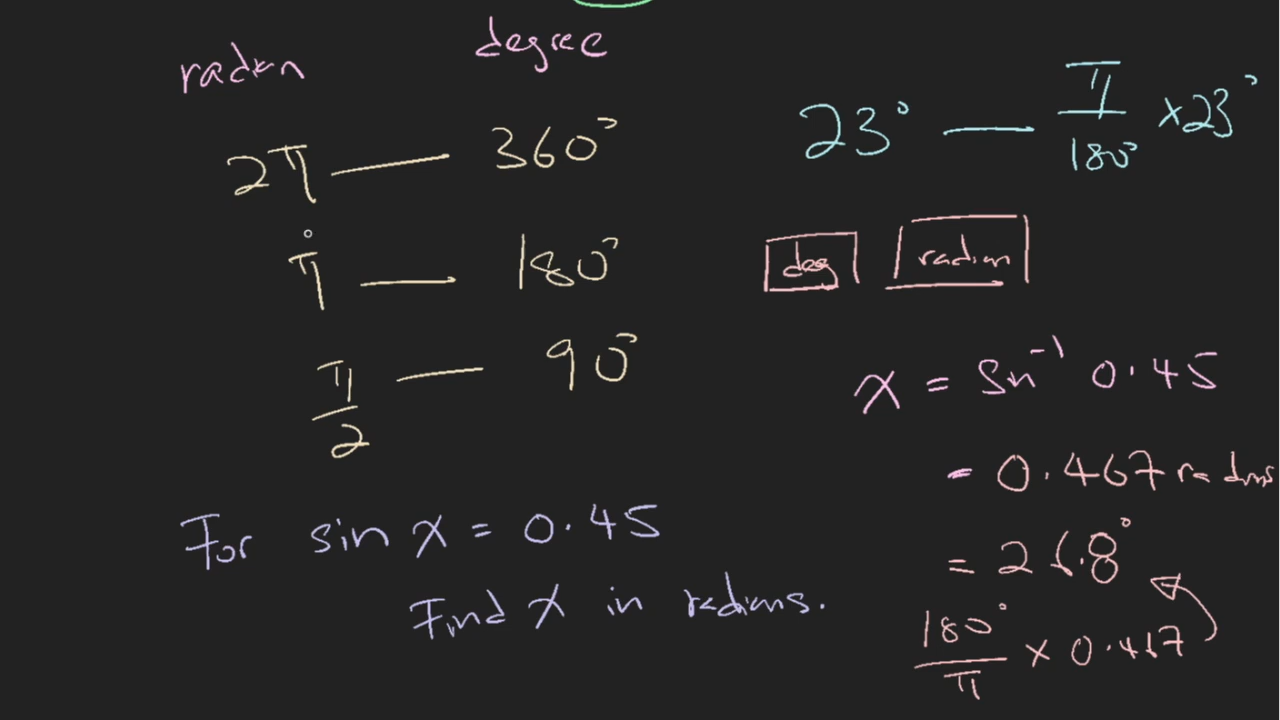 radian degree
2π — 360°
π — 180°
π/2 — 90°
For sin x = 0.45
Find x in radians.
23° — π/180° ×23°
deg radian
x = sin⁻¹ 0.45
= 0.467 radians
= 26.8°
180°/π × 0.467